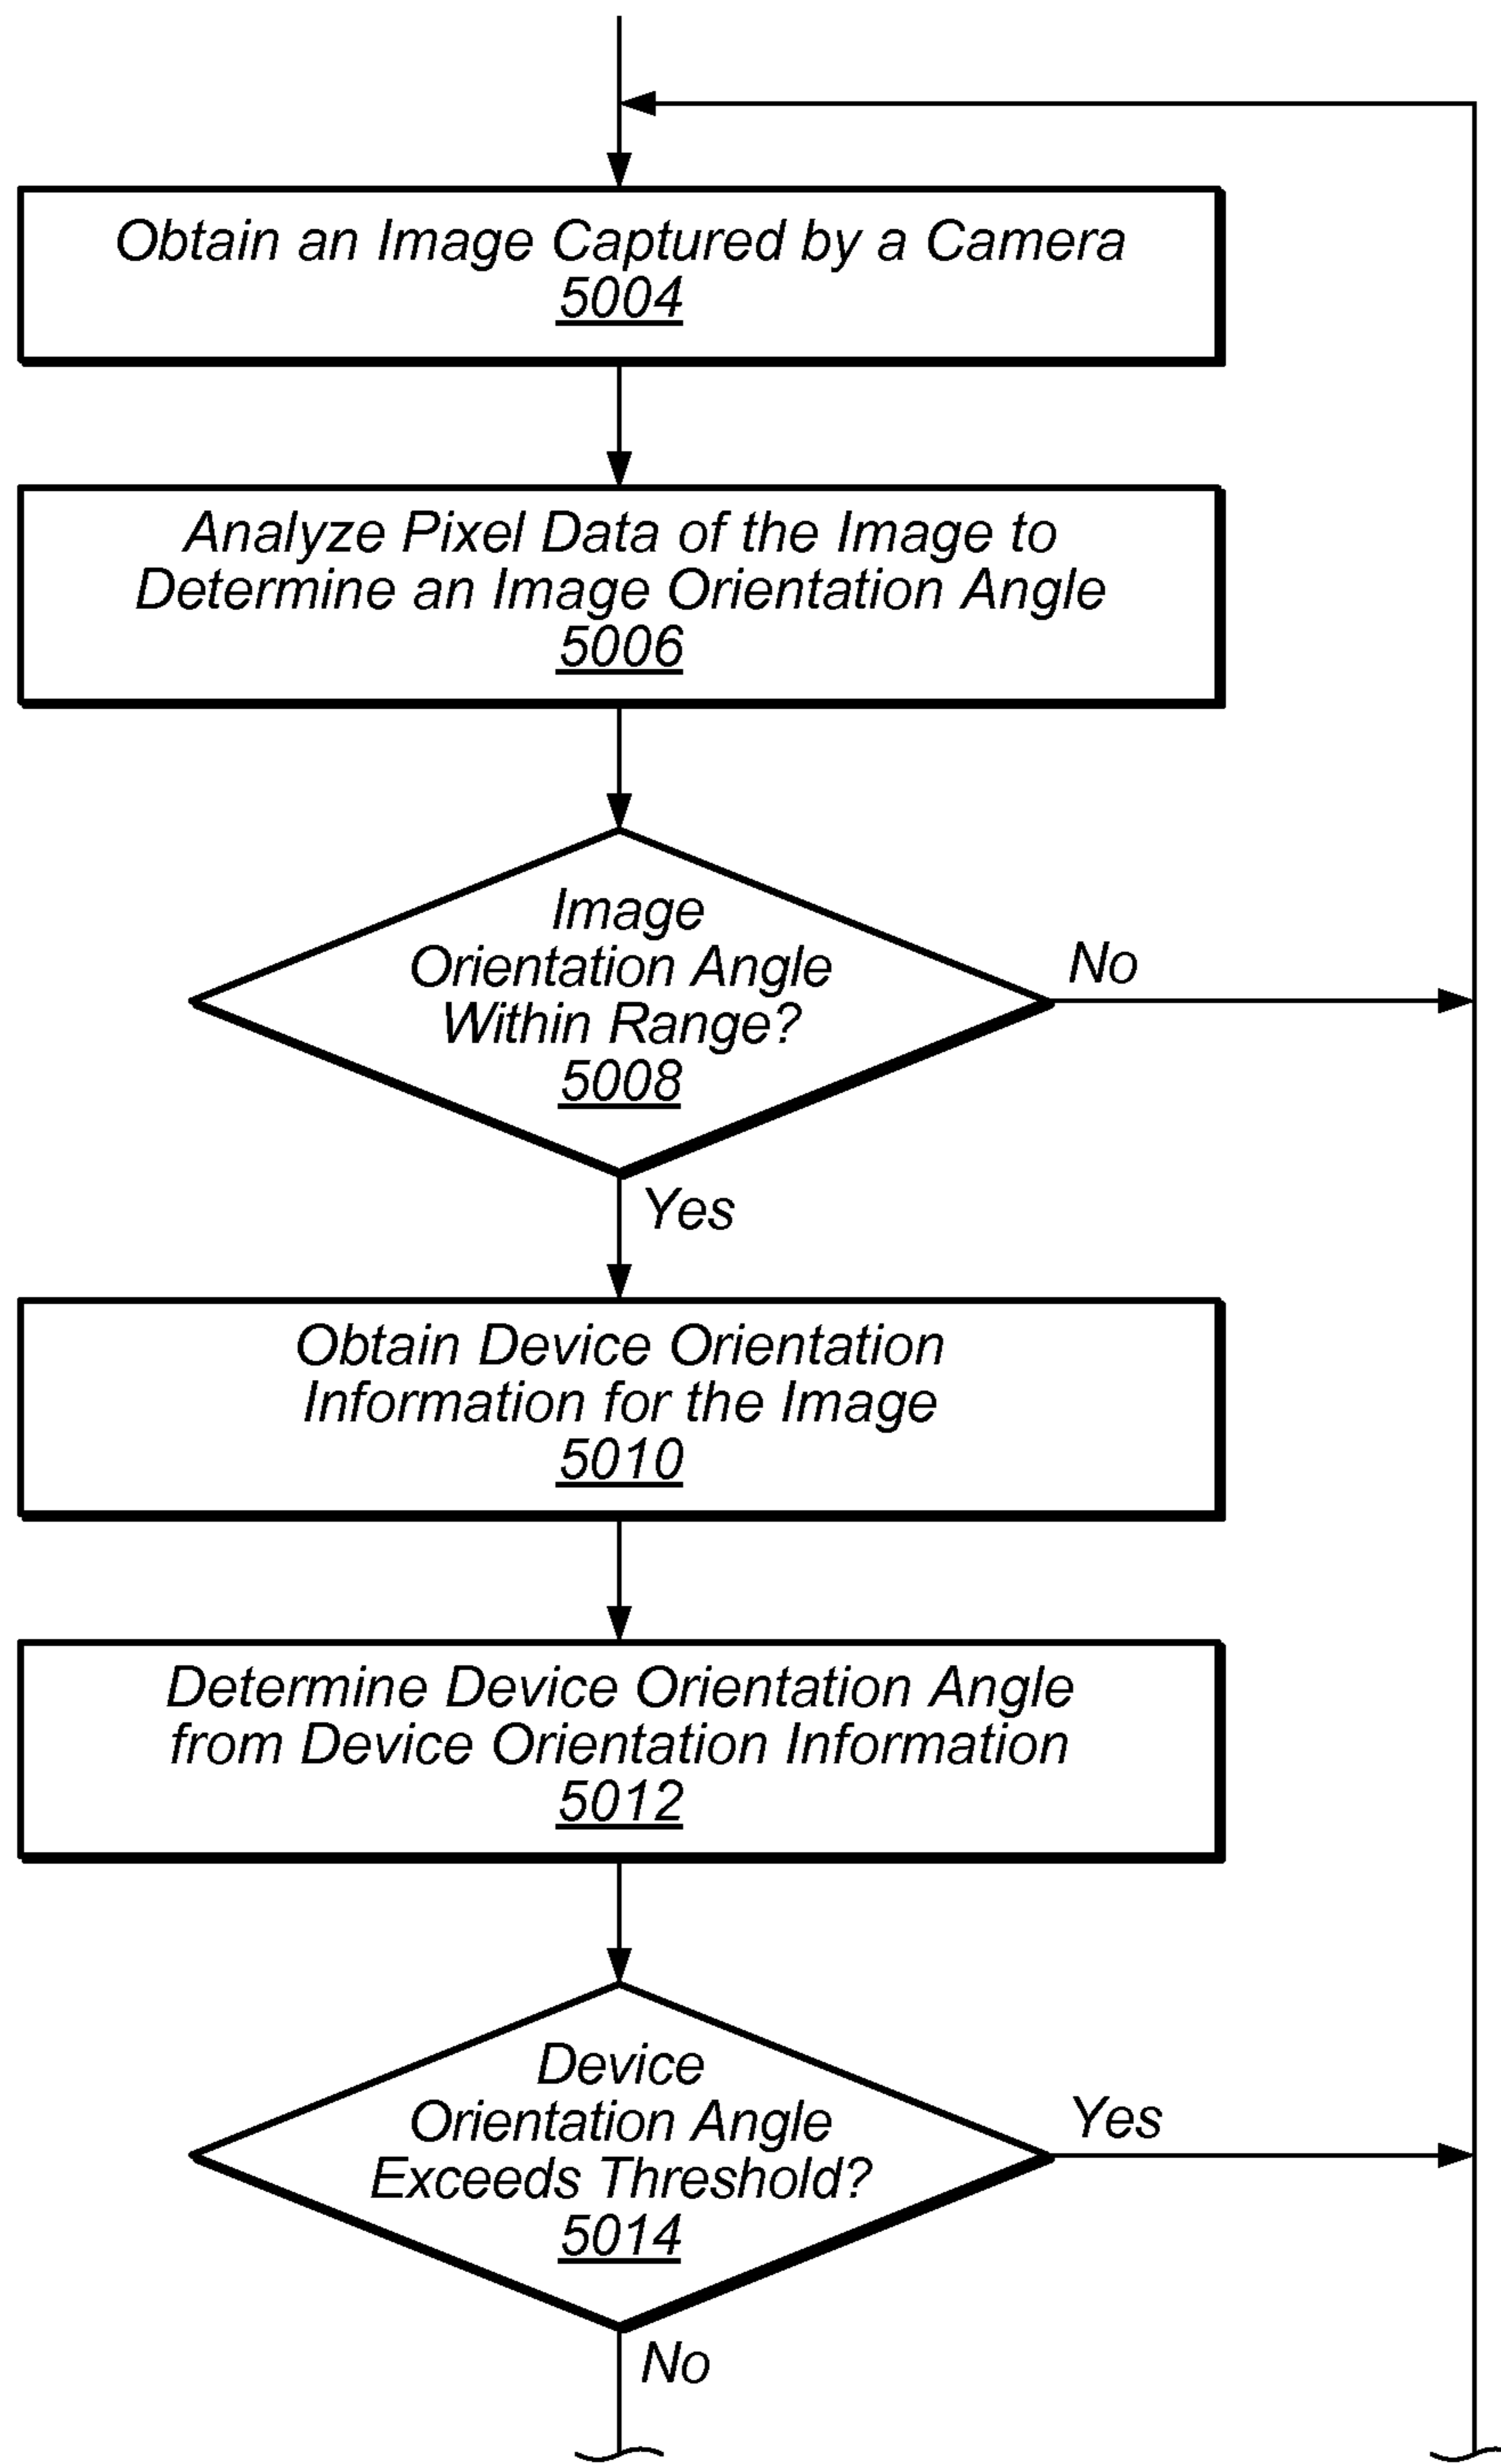 Obtain an Image Captured by a Camera
5004
Analyze Pixel Data of the Image to
Determine an Image Orientation Angle
5006
Image
Orientation Angle
Within Range?
5008
No
Yes
Obtain Device Orientation
Information for the Image
5010
Determine Device Orientation Angle
from Device Orientation Information
5012
Device
Orientation Angle
Exceeds Threshold?
5014
Yes
No